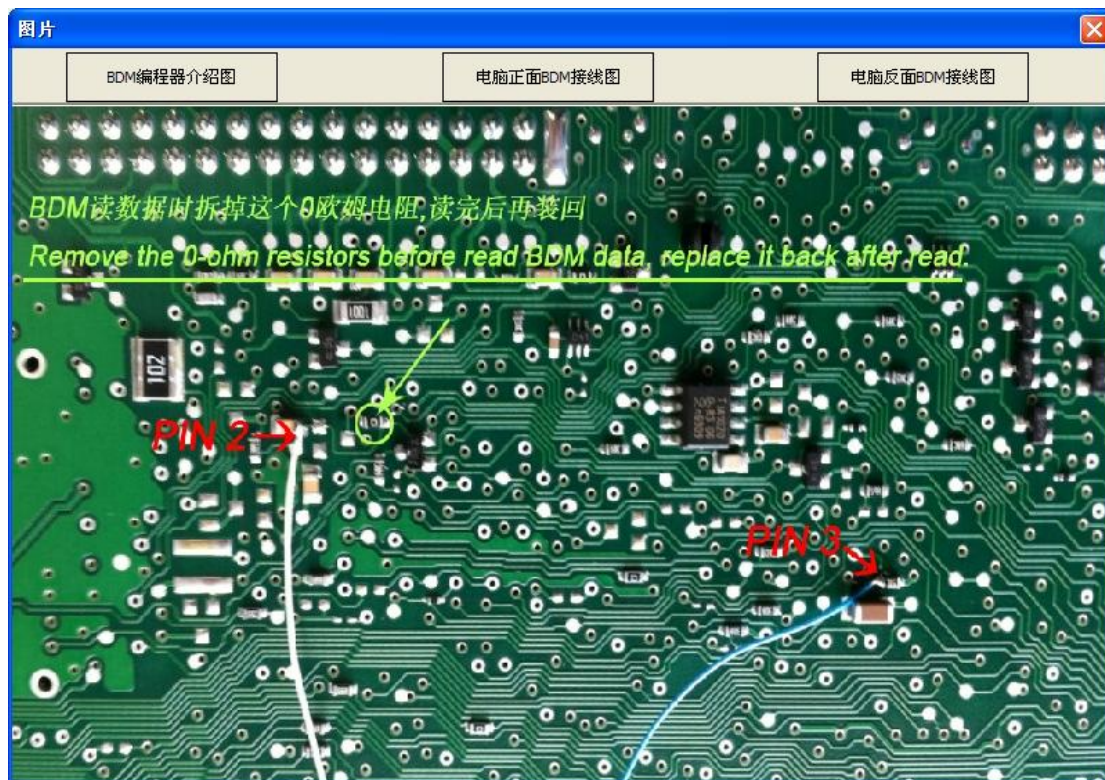 图片
BDM编程器介绍图
电脑正面BDM接线图
电脑反面BDM接线图
BDM读数据时拆掉这个0欧姆电阻,读完后再装回
Remove the 0-ohm resistors before read BDM data, replace it back after read.
1001
102
PIN 2
PIN 3